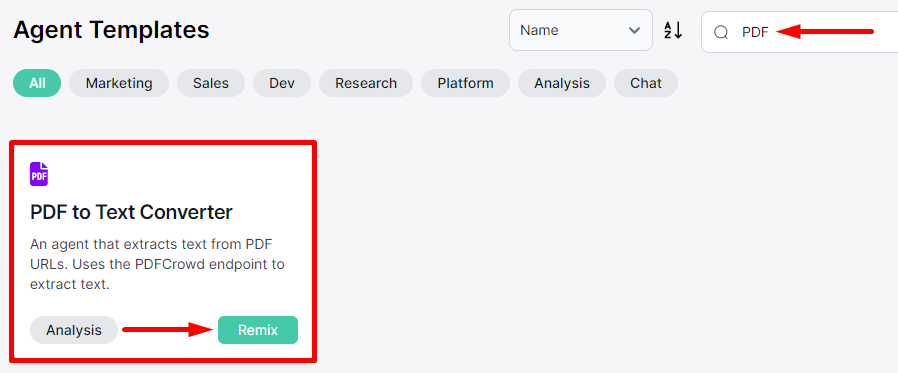 Agent Templates
Name
A Z
PDF
All
Marketing
Sales
Dev
Research
Platform
Analysis
Chat
PDF
PDF to Text Converter
An agent that extracts text from PDF
URLs. Uses the PDFCrowd endpoint to
extract text.
Analysis
Remix